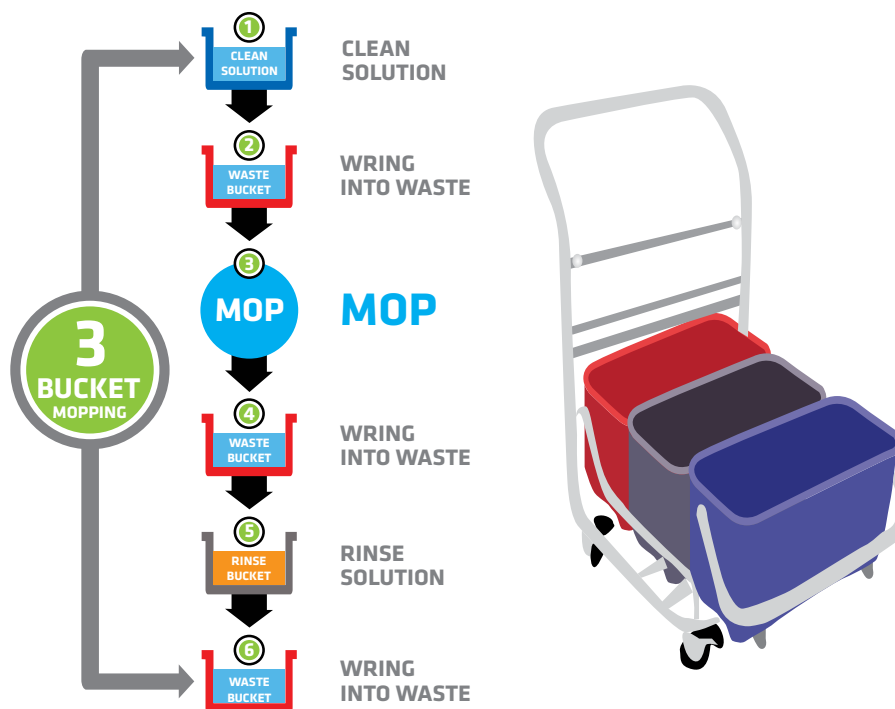 1
CLEAN
SOLUTION
CLEAN
SOLUTION
2
WASTE
BUCKET
WRING
INTO WASTE
3
MOP
MOP
3
BUCKET
MOPPING
4
WASTE
BUCKET
WRING
INTO WASTE
5
RINSE
BUCKET
RINSE
SOLUTION
6
WASTE
BUCKET
WRING
INTO WASTE